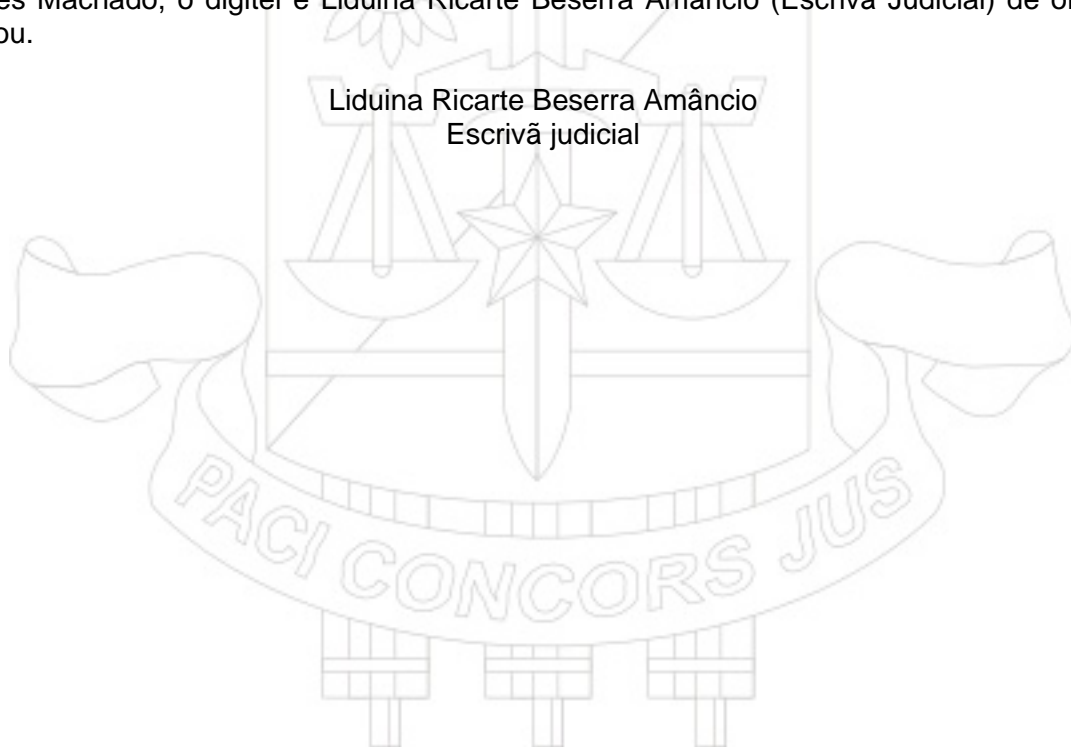 es Machado, o digitei e Liduina Ricarte Beserra Amâncio (Escrivã Judicial) de
ou.
Liduina Ricarte Beserra Amâncio
Escrivã judicial
PACI CONCORS JUS